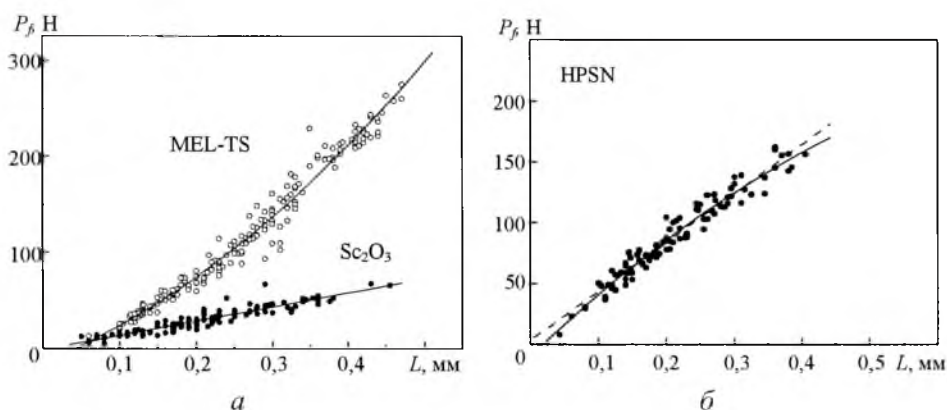 P_f, Н
300
200
100
0
MEL-TS
Sc₂O₃
0,1 0,2 0,3 0,4 L, мм
а
P_f, Н
200
150
100
50
0
HPSN
0,1 0,2 0,3 0,4 0,5 L, мм
б